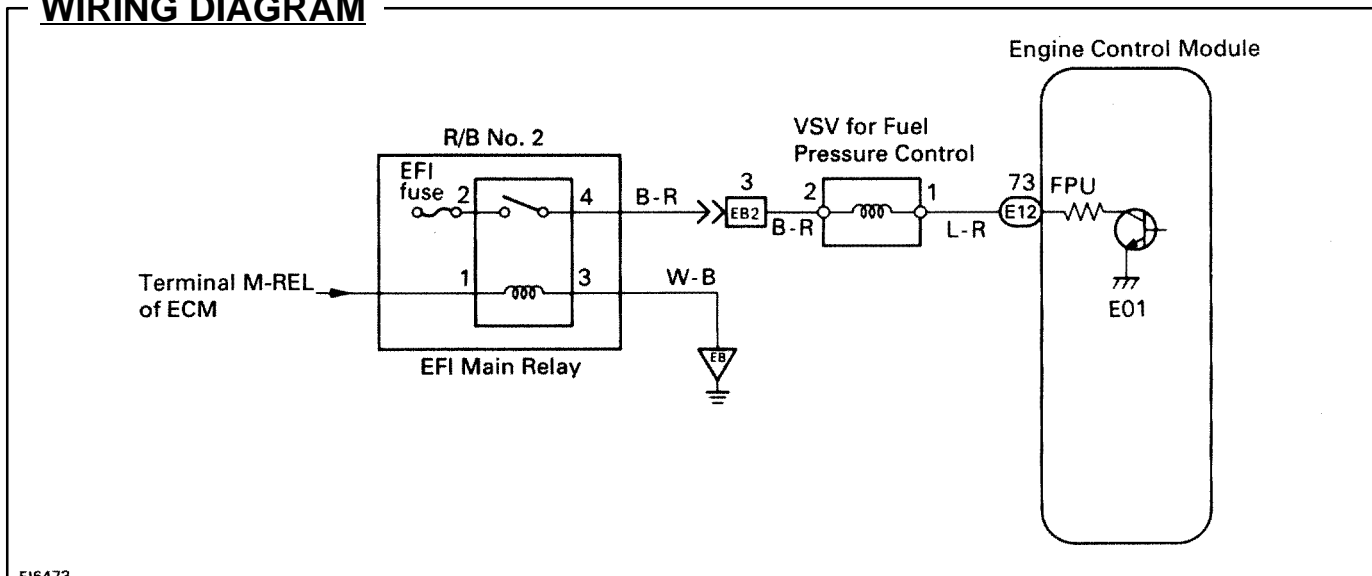 WIRING DIAGRAM
Engine Control Module
R/B No. 2
VSV for Fuel
Pressure Control
EFI
fuse
2
4
B-R
3
EB2
B-R
2
1
L-R
73
E12
FPU
E01
Terminal M-REL
of ECM
1
3
W-B
EB
EFI Main Relay